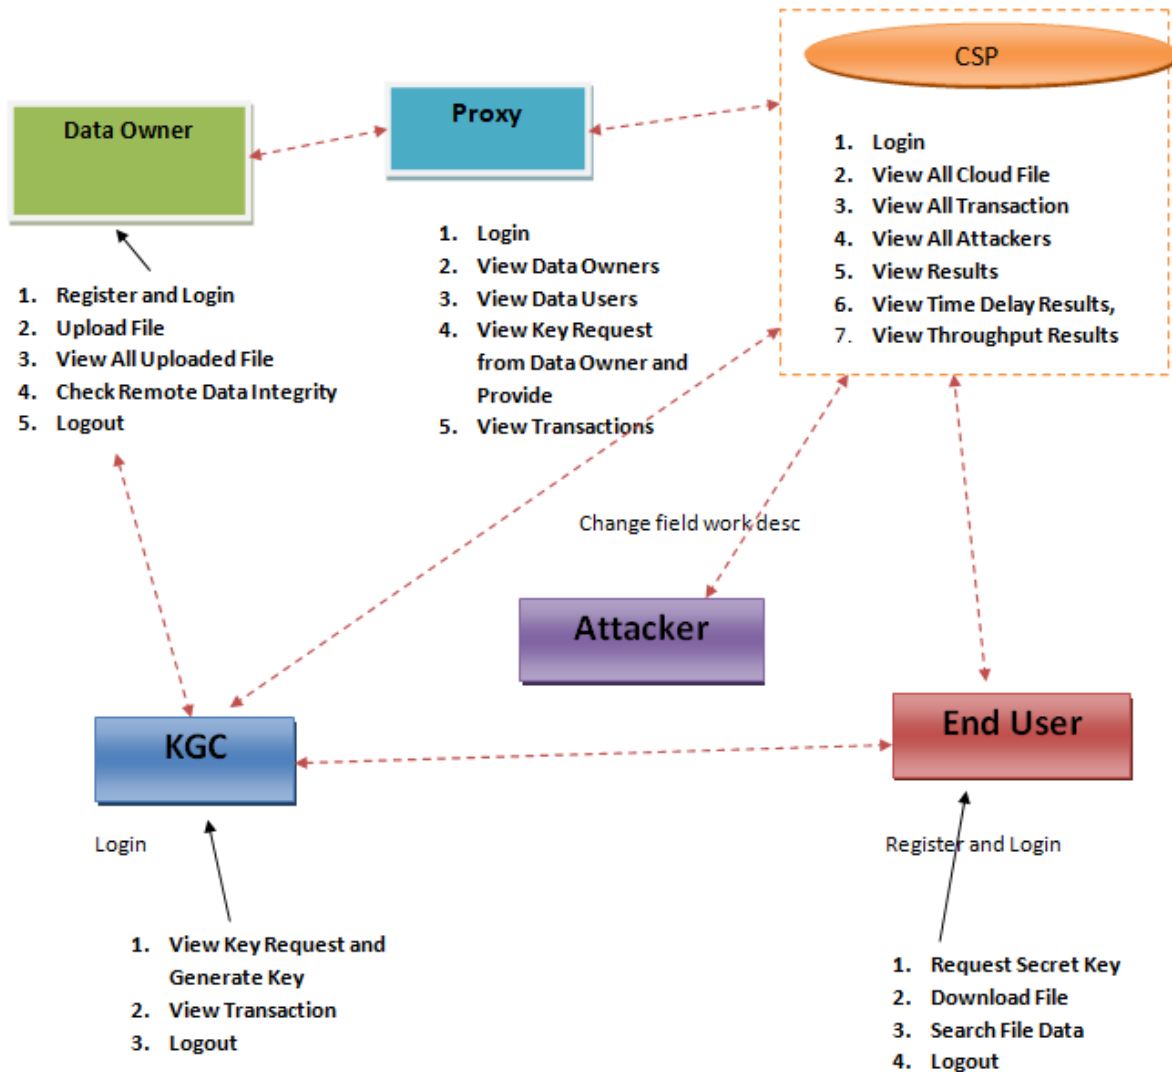 CSP
Data Owner
Proxy
1. Login
2. View All Cloud File
3. View All Transaction
4. View All Attackers
5. View Results
6. View Time Delay Results,
7. View Throughput Results
1. Login
2. View Data Owners
3. View Data Users
4. View Key Request
from Data Owner and
Provide
5. View Transactions
1. Register and Login
2. Upload File
3. View All Uploaded File
4. Check Remote Data Integrity
5. Logout
Change field work desc
Attacker
KGC
End User
Login
Register and Login
1. View Key Request and
Generate Key
2. View Transaction
3. Logout
1. Request Secret Key
2. Download File
3. Search File Data
4. Logout